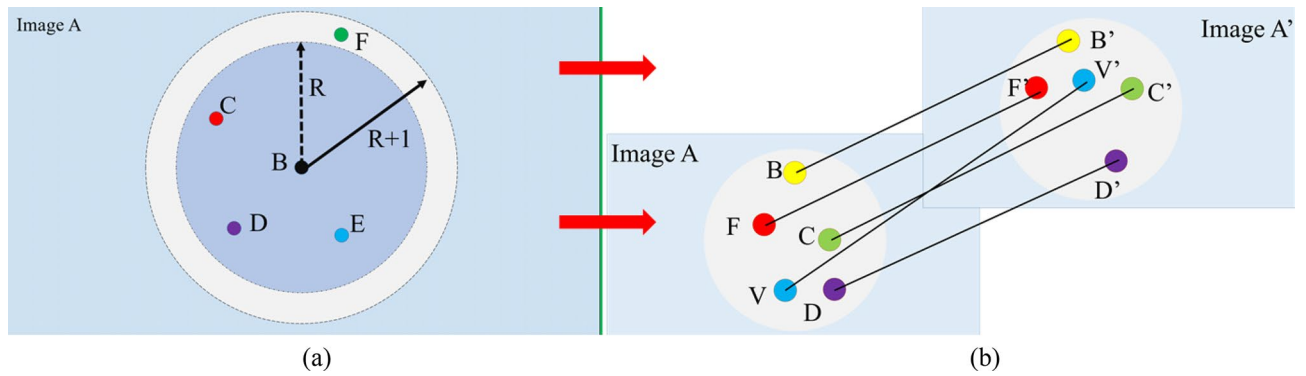 Image A
F
R
C
R+1
B
D
E
(a)
Image A’
B’
V’
F’
C’
D’
Image A
B
F
C
V
D
(b)